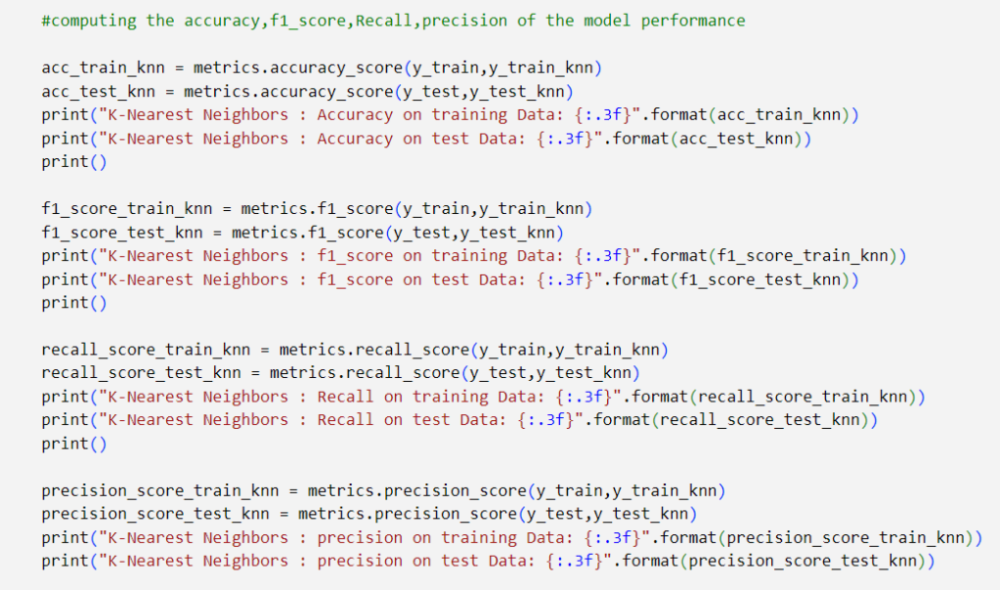 #computing the accuracy,f1_score,Recall,precision of the model performance
acc_train_knn = metrics.accuracy_score(y_train,y_train_knn)
acc_test_knn = metrics.accuracy_score(y_test,y_test_knn)
print("K-Nearest Neighbors : Accuracy on training Data: {:.3f}".format(acc_train_knn))
print("K-Nearest Neighbors : Accuracy on test Data: {:.3f}".format(acc_test_knn))
print()
f1_score_train_knn = metrics.f1_score(y_train,y_train_knn)
f1_score_test_knn = metrics.f1_score(y_test,y_test_knn)
print("K-Nearest Neighbors : f1_score on training Data: {:.3f}".format(f1_score_train_knn))
print("K-Nearest Neighbors : f1_score on test Data: {:.3f}".format(f1_score_test_knn))
print()
recall_score_train_knn = metrics.recall_score(y_train,y_train_knn)
recall_score_test_knn = metrics.recall_score(y_test,y_test_knn)
print("K-Nearest Neighbors : Recall on training Data: {:.3f}".format(recall_score_train_knn))
print("K-Nearest Neighbors : Recall on test Data: {:.3f}".format(recall_score_test_knn))
print()
precision_score_train_knn = metrics.precision_score(y_train,y_train_knn)
precision_score_test_knn = metrics.precision_score(y_test,y_test_knn)
print("K-Nearest Neighbors : precision on training Data: {:.3f}".format(precision_score_train_knn))
print("K-Nearest Neighbors : precision on test Data: {:.3f}".format(precision_score_test_knn))